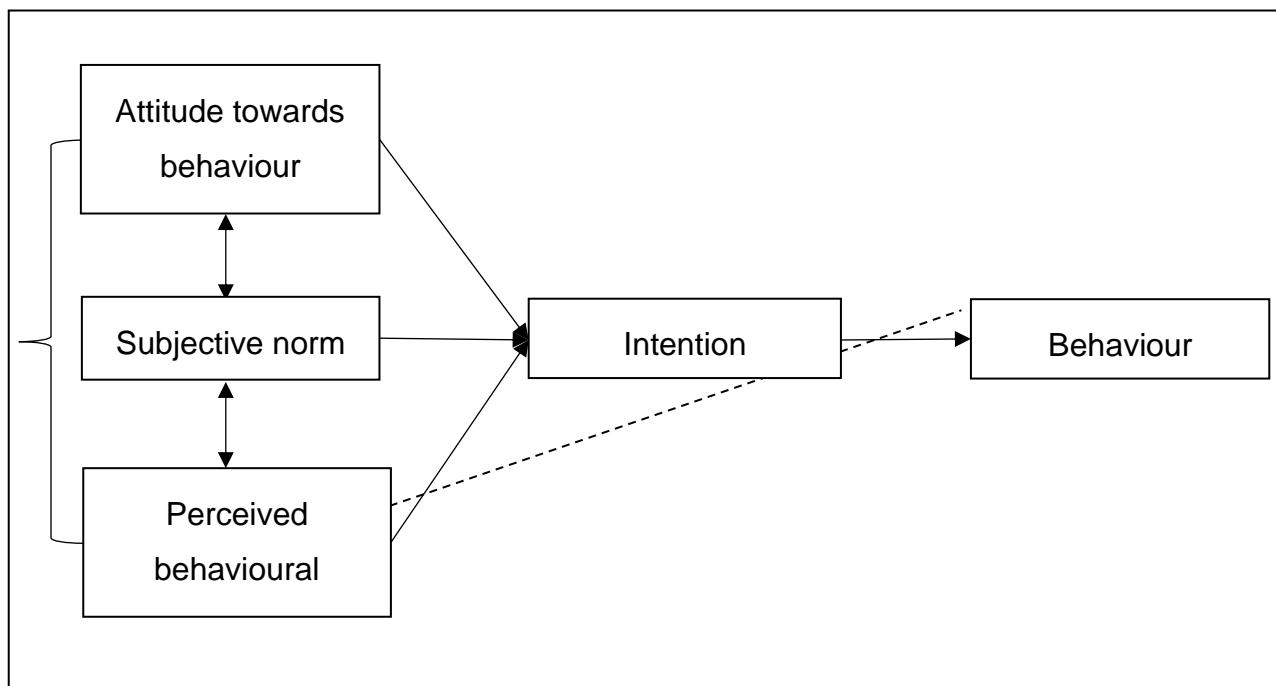 Attitude towards
behaviour
Subjective norm
Intention
Behaviour
Perceived
behavioural